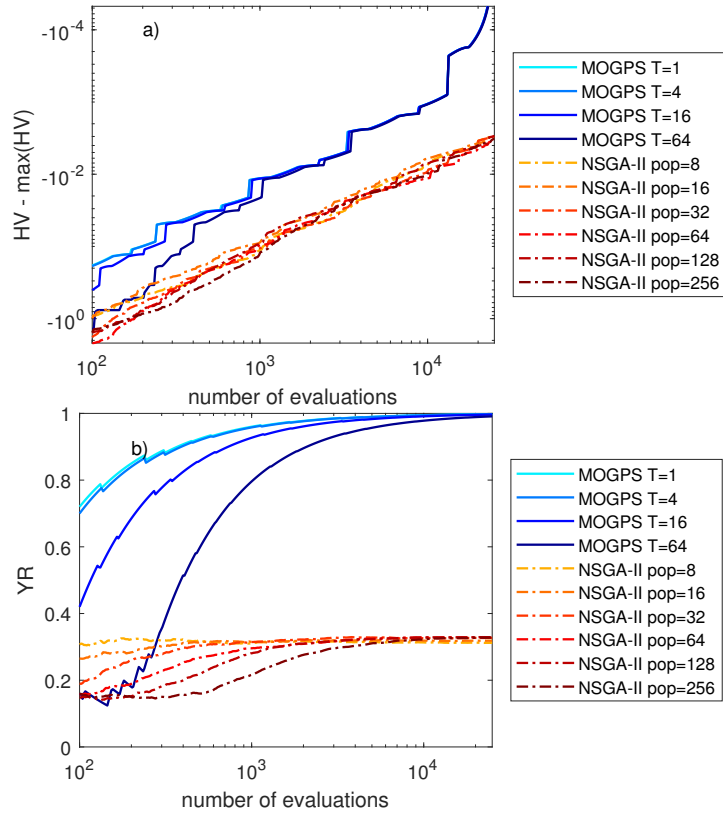 a)
-10^-4
-10^-2
-10^0
HV - max(HV)
10^2
10^3
10^4
number of evaluations
MOGPS T=1
MOGPS T=4
MOGPS T=16
MOGPS T=64
NSGA-II pop=8
NSGA-II pop=16
NSGA-II pop=32
NSGA-II pop=64
NSGA-II pop=128
NSGA-II pop=256
b)
1
0.8
0.6
0.4
0.2
0
YR
10^2
10^3
10^4
number of evaluations
MOGPS T=1
MOGPS T=4
MOGPS T=16
MOGPS T=64
NSGA-II pop=8
NSGA-II pop=16
NSGA-II pop=32
NSGA-II pop=64
NSGA-II pop=128
NSGA-II pop=256